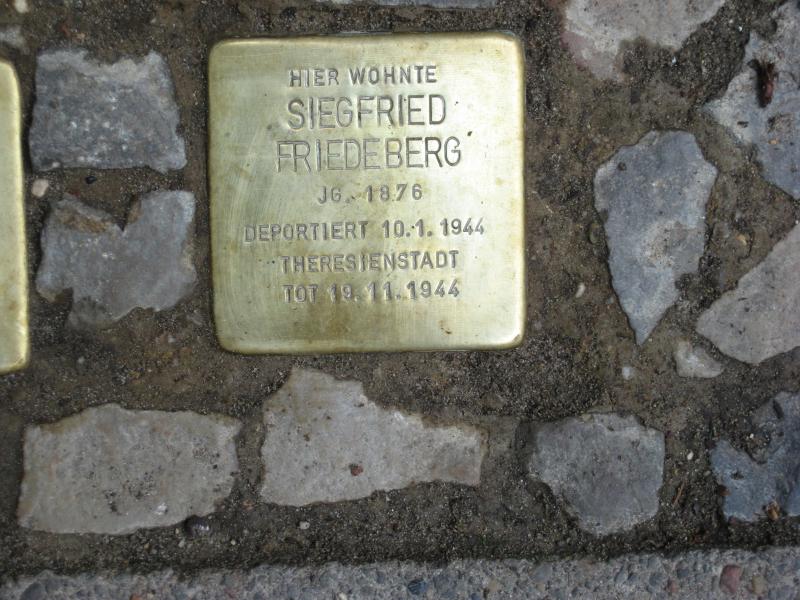 HIER WOHNTE
SIEGFRIED
FRIEDEBERG
JG. 1876
DEPORTIERT 10.1.1944
THERESIENSTADT
TOT 19.11.1944